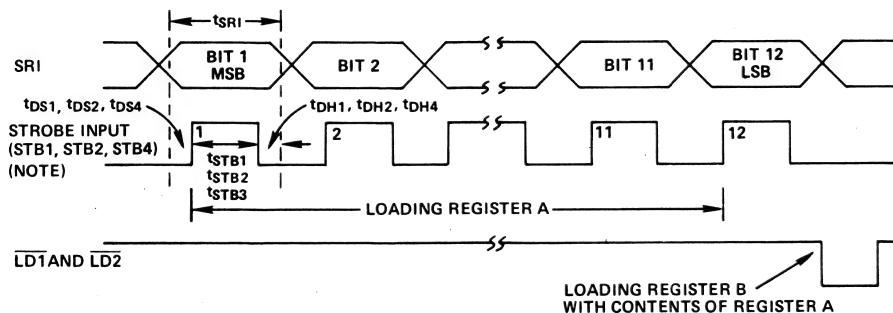 tSRI
SRI
BIT 1
MSB
BIT 2
BIT 11
BIT 12
LSB
tDS1, tDS2, tDS4
tDH1, tDH2, tDH4
STROBE INPUT
(STB1, STB2, STB4)
(NOTE)
1
2
11
12
tSTB1
tSTB2
tSTB3
LOADING REGISTER A
LD1 AND LD2
LOADING REGISTER B
WITH CONTENTS OF REGISTER A